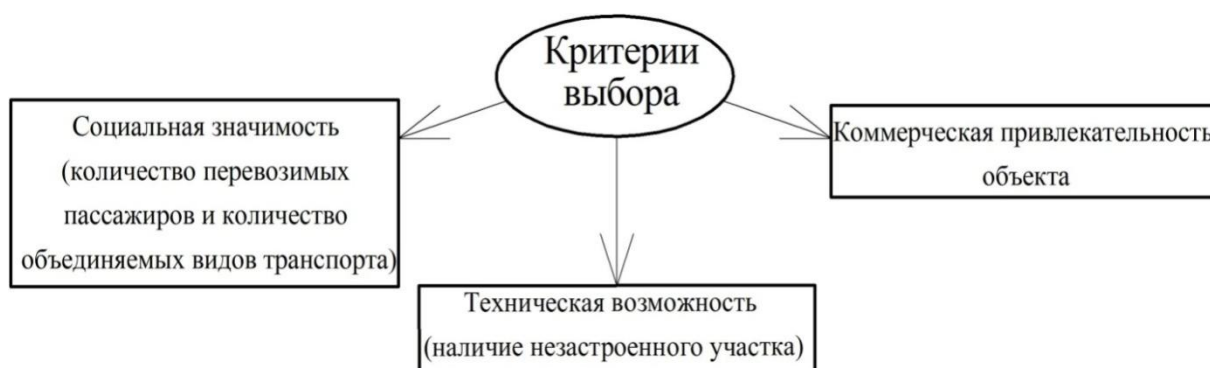 Критерии
выбора
Социальная значимость
(количество перевозимых
пассажиров и количество
объединяемых видов транспорта)
Коммерческая привлекательность
объекта
Техническая возможность
(наличие незастроенного участка)